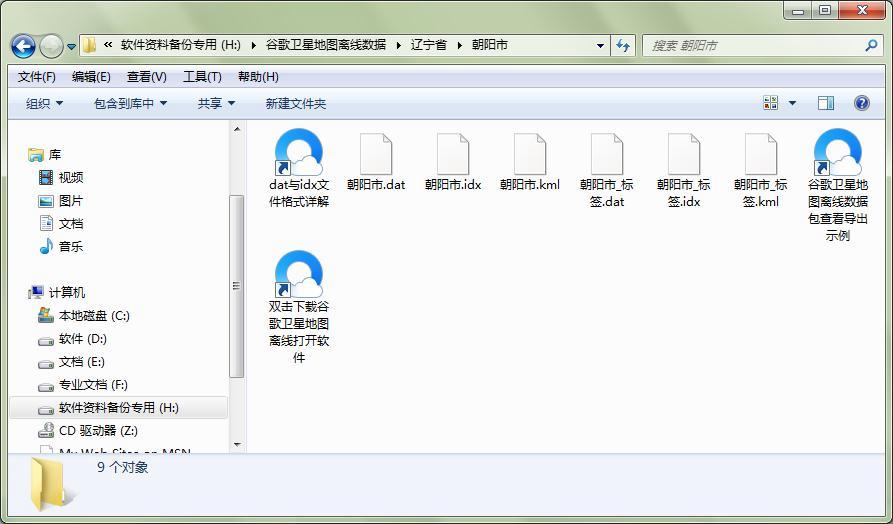 « 软件资料备份专用 (H:) 谷歌卫星地图离线数据 辽宁省 朝阳市
搜索 朝阳市
文件(F) 编辑(E) 查看(V) 工具(T) 帮助(H)
组织 包含到库中 共享 新建文件夹
库
视频
图片
文档
音乐
计算机
本地磁盘 (C:)
软件 (D:)
文档 (E:)
专业文档 (F:)
软件资料备份专用 (H:)
CD 驱动器 (Z:)
My Web Sites on MSN
dat与idx文
件格式详解
朝阳市.dat
朝阳市.idx
朝阳市.kml
朝阳市_标
签.dat
朝阳市_标
签.idx
朝阳市_标
签.kml
谷歌卫星地
图离线数据
包查看导出
示例
双击下载谷
歌卫星地图
离线打开软
件
9 个对象